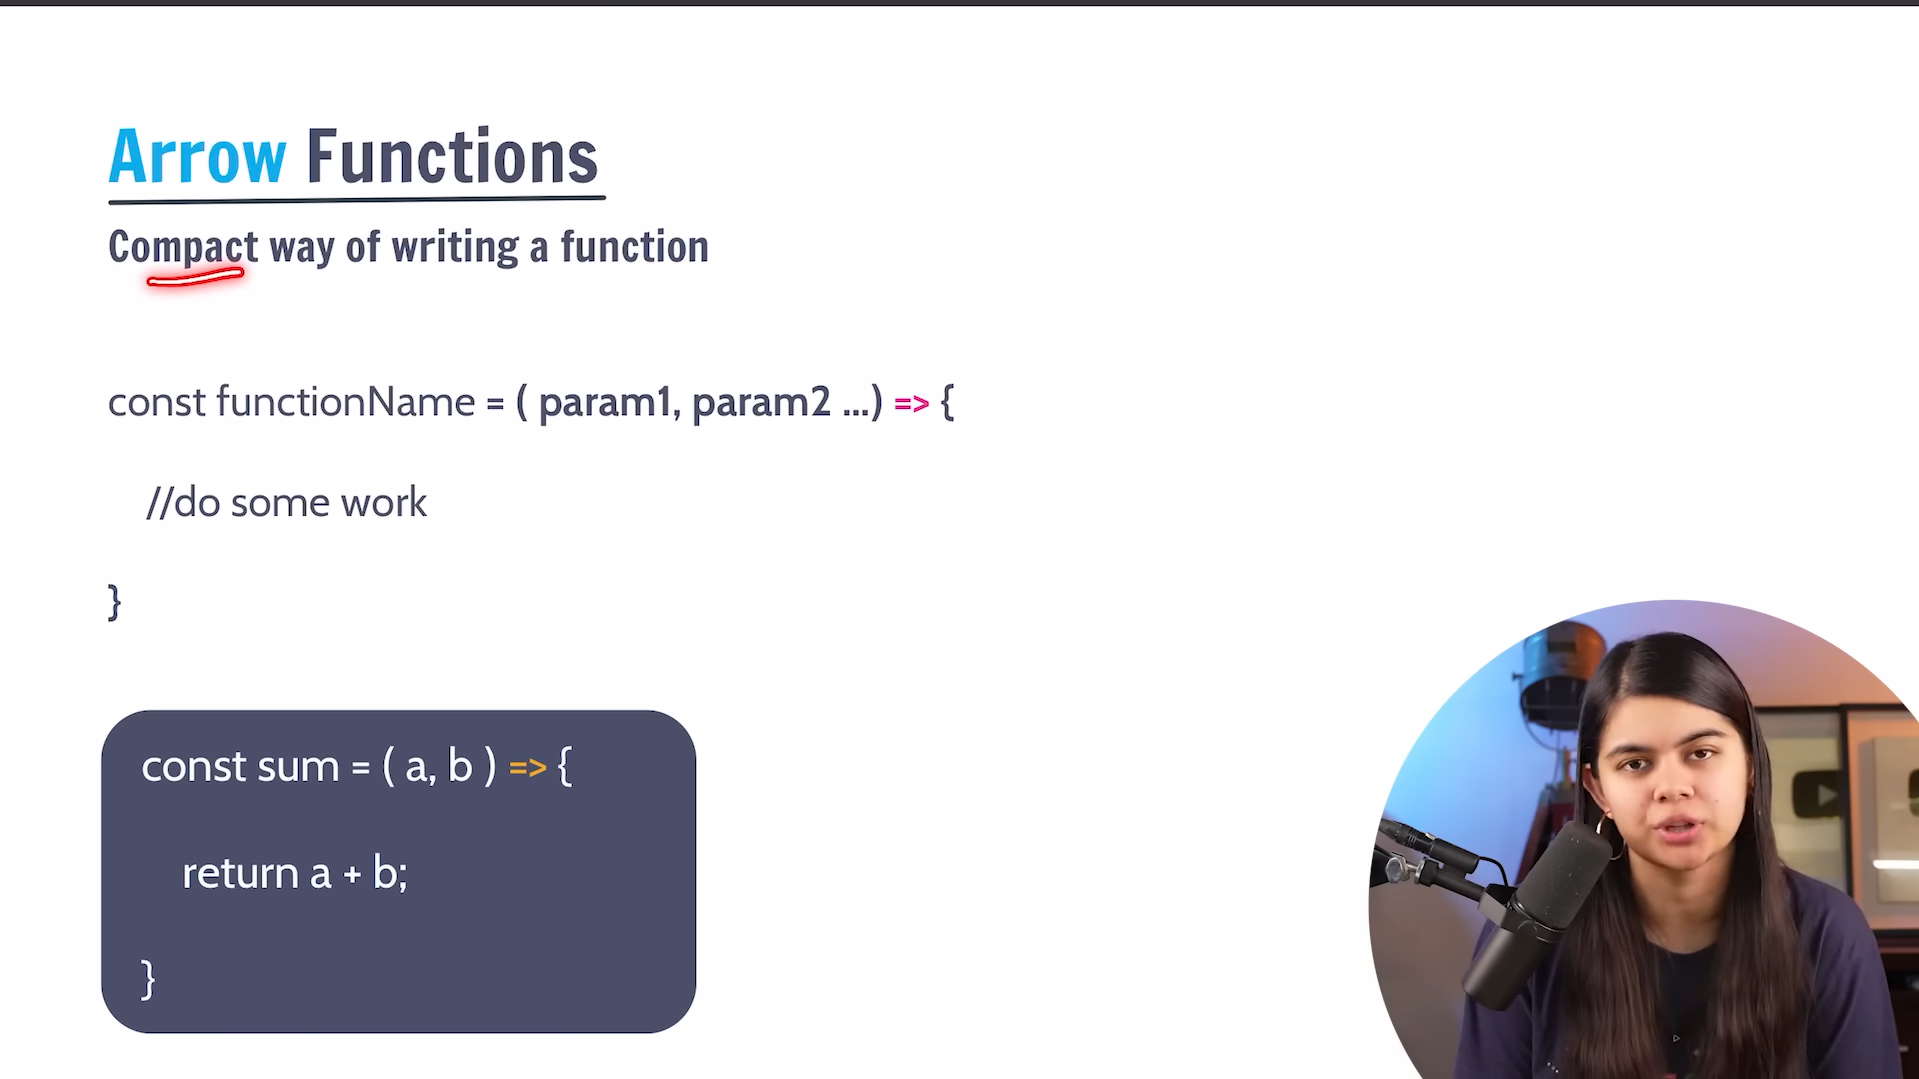 Arrow Functions
Compact way of writing a function
const functionName = ( param1, param2 ...) => {
//do some work
}
const sum = ( a, b ) => {
return a + b;
}